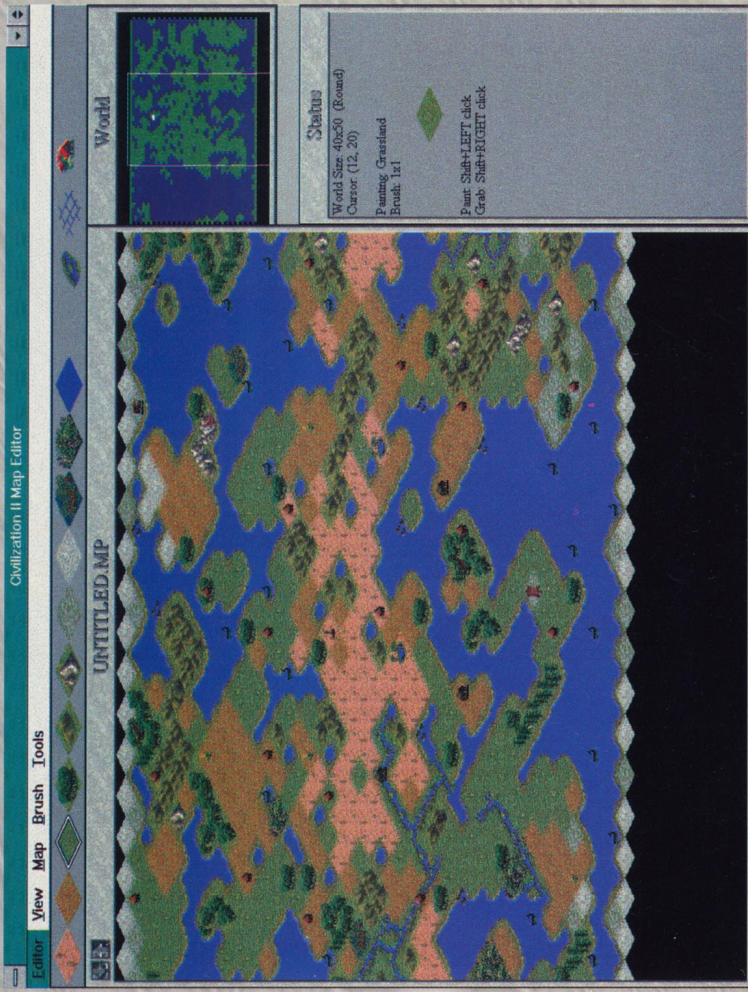 Civilization II Map Editor
Editor View Map Brush Tools
UNTITLED.MP
World
Status
World Size: 40x50 (Round)
Cursor: (12, 20)
Painting: Grassland
Brush: 1x1
Paint: Shift+LEFT click
Grab: Shift+RIGHT click